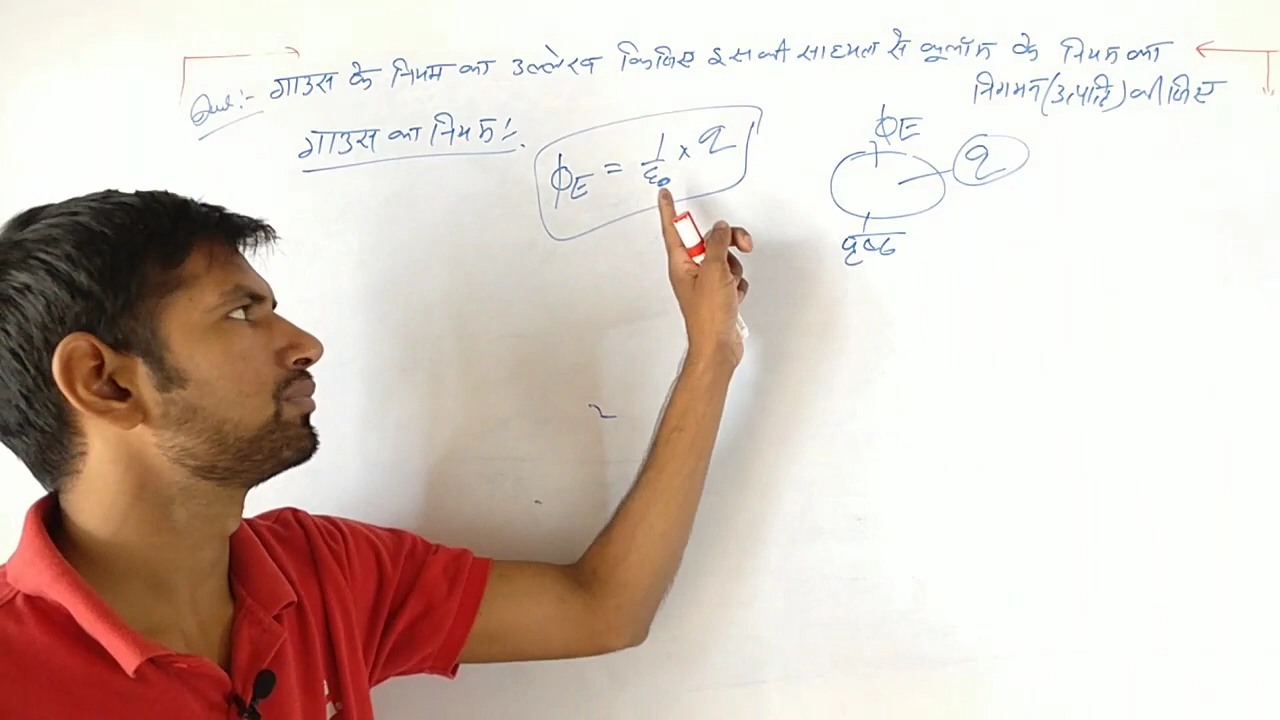 Que:- गाउस के नियम का उल्लेख किजिए इसकी सहायता से कूलॉम के नियम का
निगमन (उत्पत्ति) कीजिए
गाउस का नियम :-
ϕE = 1/ε₀ × q
ϕE
q
पृष्ठ